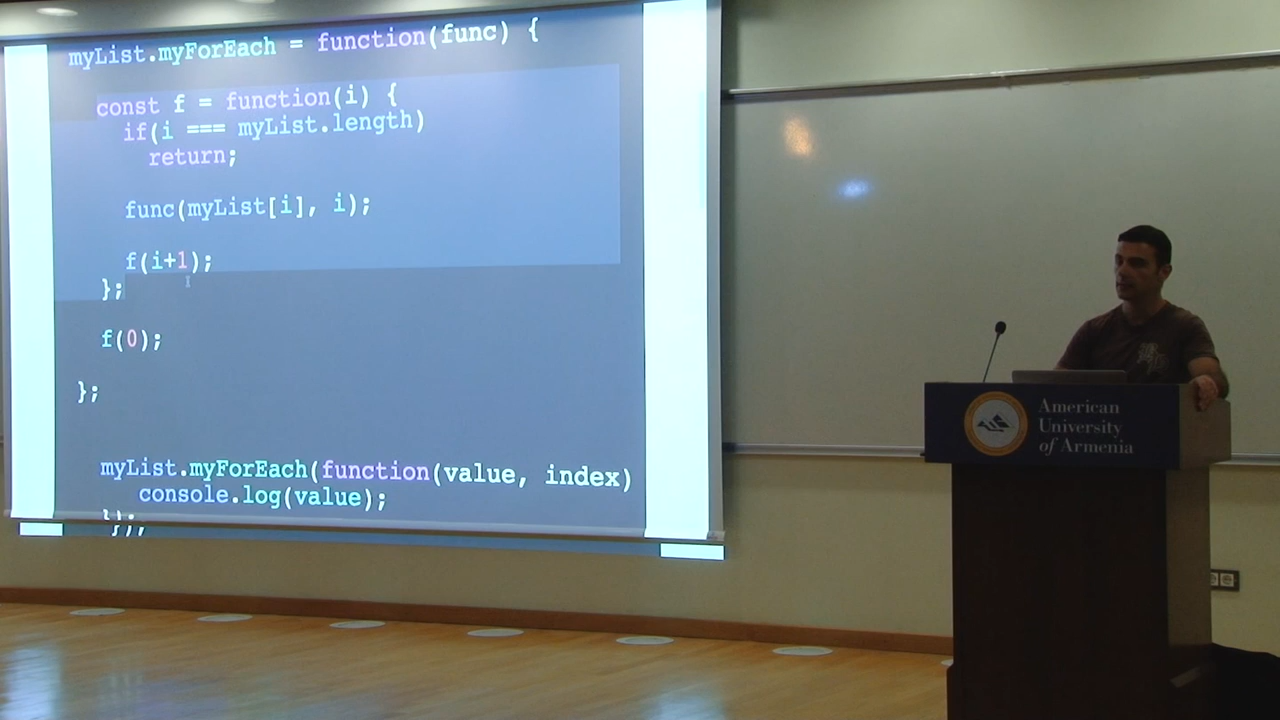 myList.myForEach = function(func) {
const f = function(i) {
if(i === myList.length)
return;
func(myList[i], i);
f(i+1);
};
f(0);
};
myList.myForEach(function(value, index)
console.log(value);
});
American
University
of Armenia